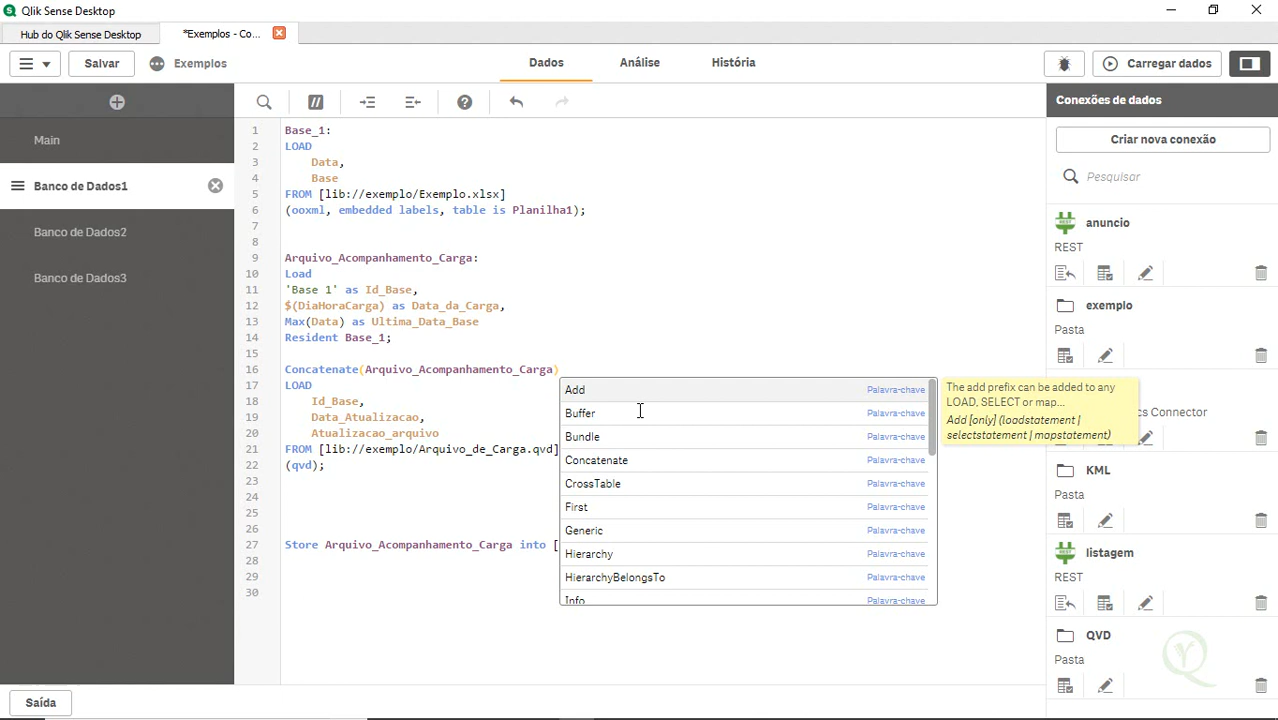 Qlik Sense Desktop
Hub do Qlik Sense Desktop
*Exemplos - Co...
Salvar
Exemplos
Dados
Análise
História
Carregar dados
Main
Banco de Dados1
Banco de Dados2
Banco de Dados3
1 Base_1:
2 LOAD
3 Data,
4 Base
5 FROM [lib://exemplo/Exemplo.xlsx]
6 (ooxml, embedded labels, table is Planilha1);
7
8
9 Arquivo_Acompanhamento_Carga:
10 Load
11 'Base 1' as Id_Base,
12 $(DiaHoraCarga) as Data_da_Carga,
13 Max(Data) as Ultima_Data_Base
14 Resident Base_1;
15
16 Concatenate(Arquivo_Acompanhamento_Carga)
17 LOAD
18 Id_Base,
19 Data_Atualizacao,
20 Atualizacao_arquivo
21 FROM [lib://exemplo/Arquivo_de_Carga.qvd]
22 (qvd);
23
24
25
26
27 Store Arquivo_Acompanhamento_Carga into [
28
29
30
Add Palavra-chave
Buffer Palavra-chave
Bundle Palavra-chave
Concatenate Palavra-chave
CrossTable Palavra-chave
First Palavra-chave
Generic Palavra-chave
Hierarchy Palavra-chave
HierarchyBelongsTo Palavra-chave
Info Palavra-chave
The add prefix can be added to any
LOAD, SELECT or map...
Add [only] (loadstatement |
selectstatement | mapstatement)
Conexões de dados
Criar nova conexão
Pesquisar
anuncio
REST
exemplo
Pasta
cs Connector
KML
Pasta
listagem
REST
QVD
Pasta
Saída